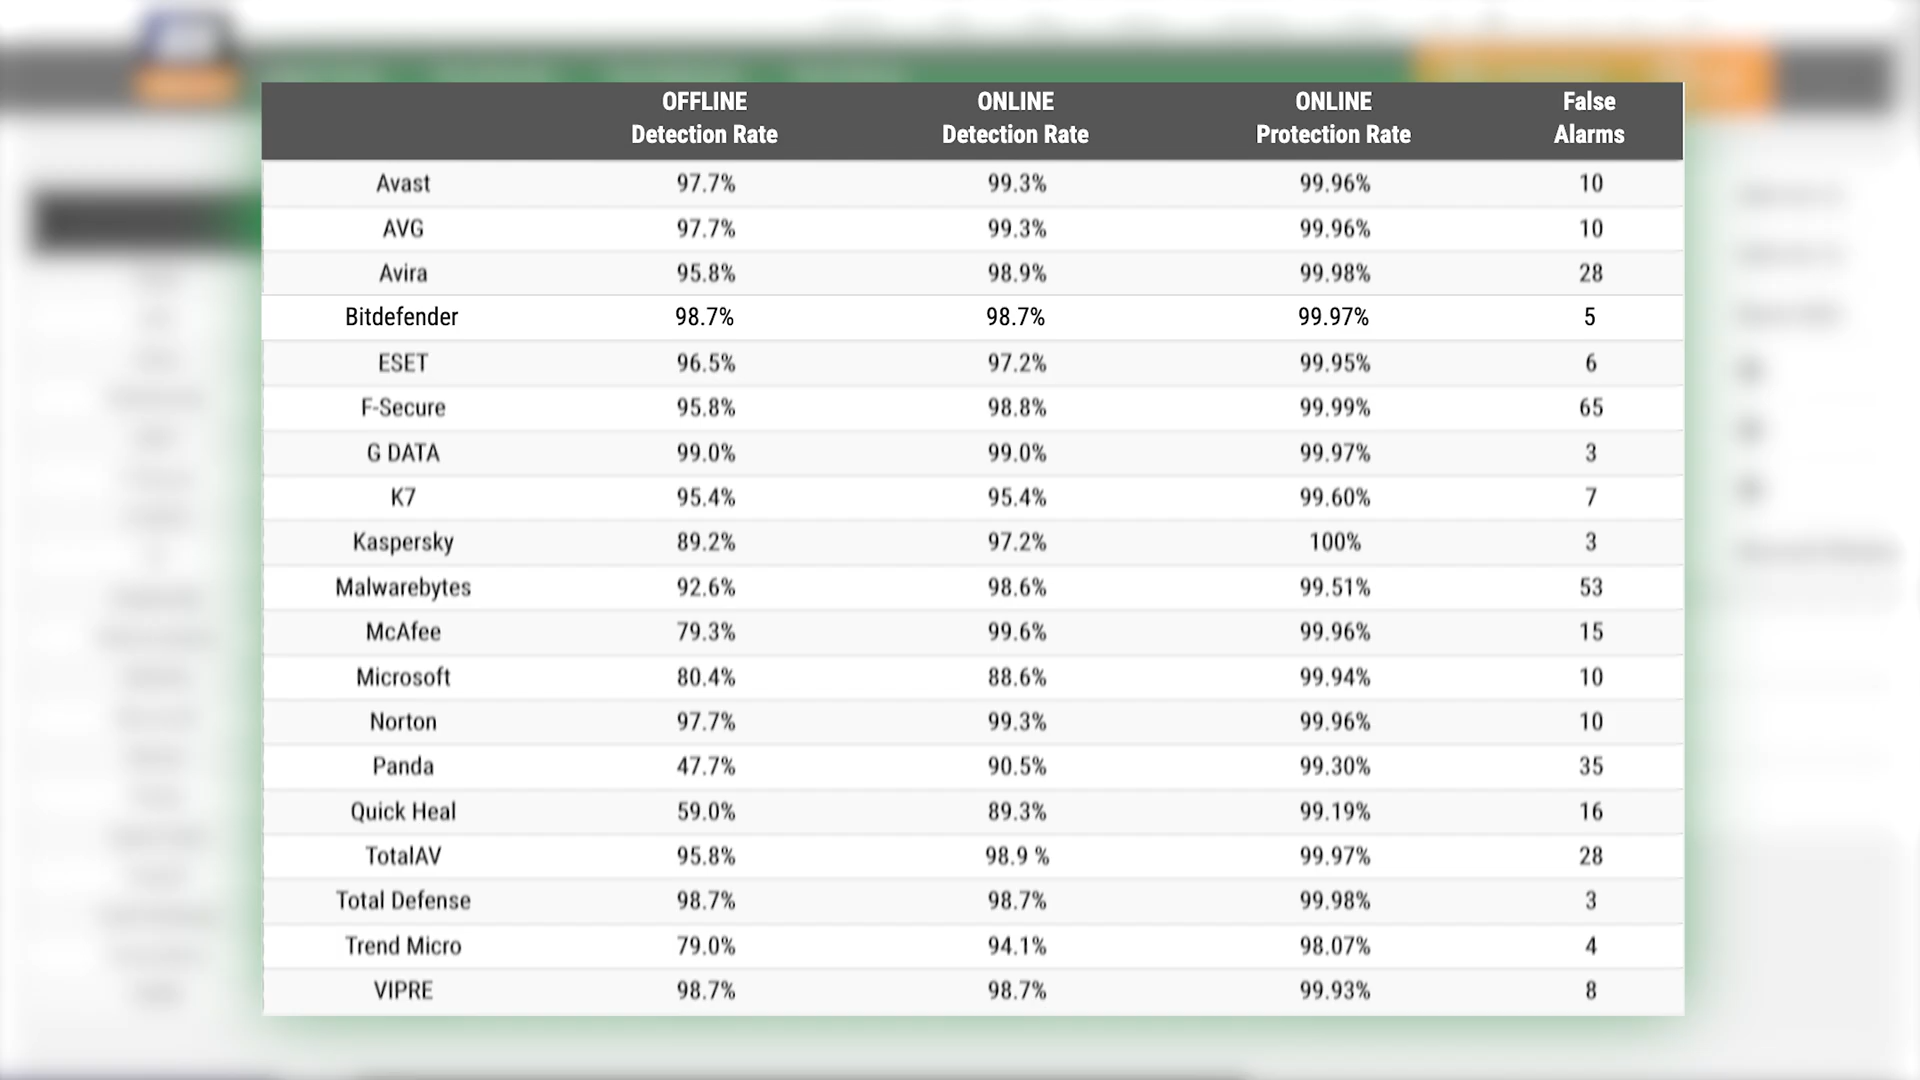 OFFLINE Detection Rate ONLINE Detection Rate ONLINE Protection Rate False Alarms
Avast 97.7% 99.3% 99.96% 10
AVG 97.7% 99.3% 99.96% 10
Avira 95.8% 98.9% 99.98% 28
Bitdefender 98.7% 98.7% 99.97% 5
ESET 96.5% 97.2% 99.95% 6
F-Secure 95.8% 98.8% 99.99% 65
G DATA 99.0% 99.0% 99.97% 3
K7 95.4% 95.4% 99.60% 7
Kaspersky 89.2% 97.2% 100% 3
Malwarebytes 92.6% 98.6% 99.51% 53
McAfee 79.3% 99.6% 99.96% 15
Microsoft 80.4% 88.6% 99.94% 10
Norton 97.7% 99.3% 99.96% 10
Panda 47.7% 90.5% 99.30% 35
Quick Heal 59.0% 89.3% 99.19% 16
TotalAV 95.8% 98.9 % 99.97% 28
Total Defense 98.7% 98.7% 99.98% 3
Trend Micro 79.0% 94.1% 98.07% 4
VIPRE 98.7% 98.7% 99.93% 8